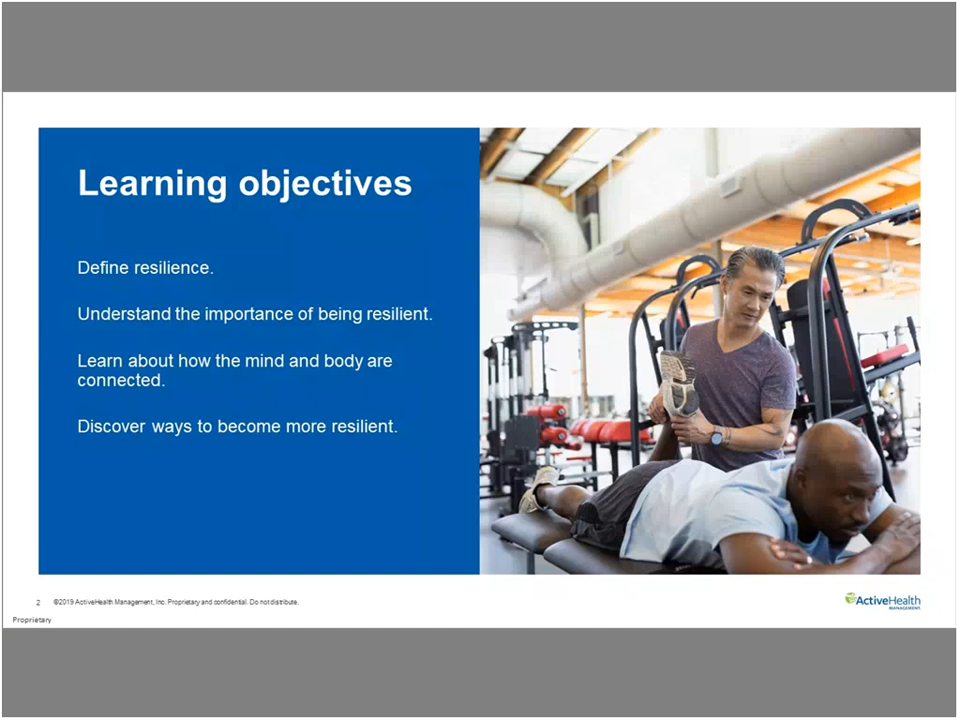 Learning objectives
Define resilience.
Understand the importance of being resilient.
Learn about how the mind and body are
connected.
Discover ways to become more resilient.
2 ©2019 ActiveHealth Management, Inc. Proprietary and confidential. Do not distribute.
ActiveHealth
MANAGEMENT.
Proprietary